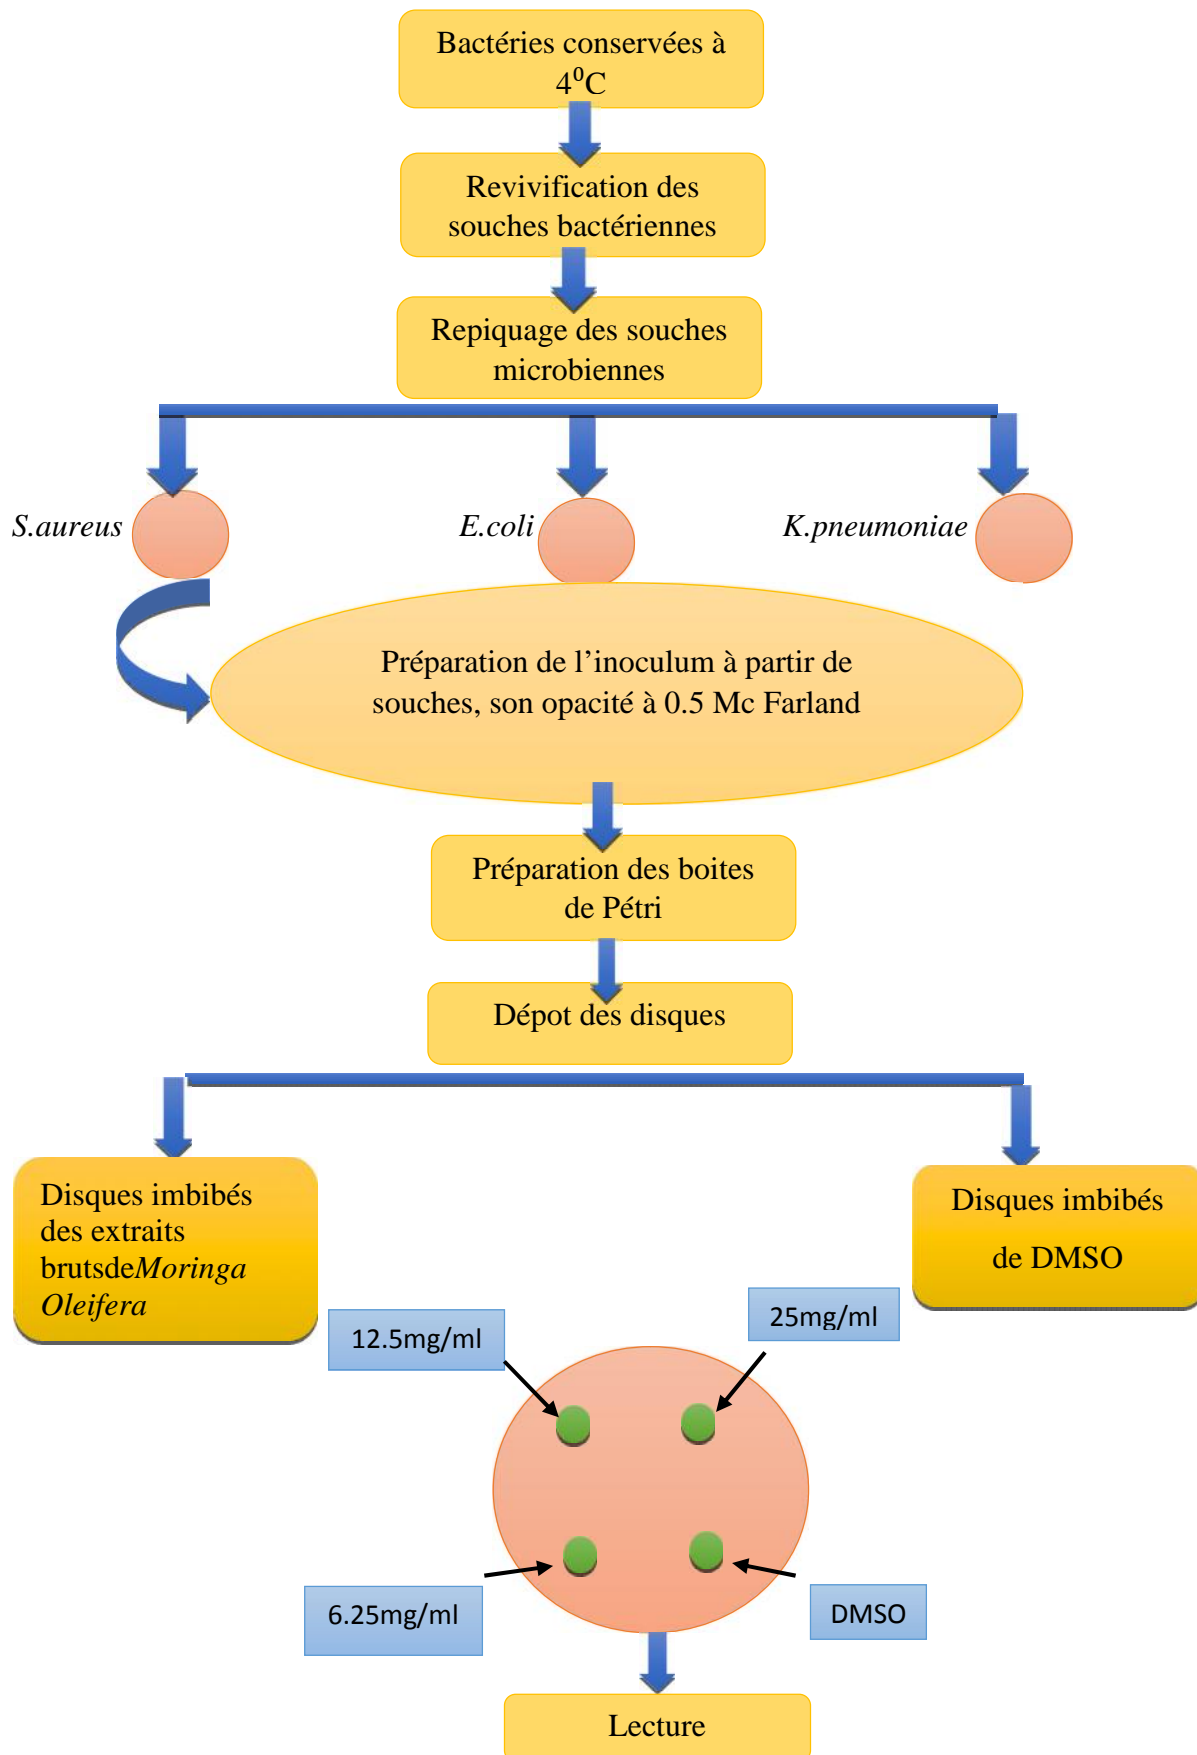 Bactéries conservées à
4⁰C
Revivification des
souches bactériennes
Repiquage des souches
microbiennes
S.aureus
E.coli
K.pneumoniae
Préparation de l’inoculum à partir de
souches, son opacité à 0.5 Mc Farland
Préparation des boites
de Pétri
Dépot des disques
Disques imbibés
des extraits
brutsdeMoringa
Oleifera
Disques imbibés
de DMSO
12.5mg/ml
25mg/ml
6.25mg/ml
DMSO
Lecture